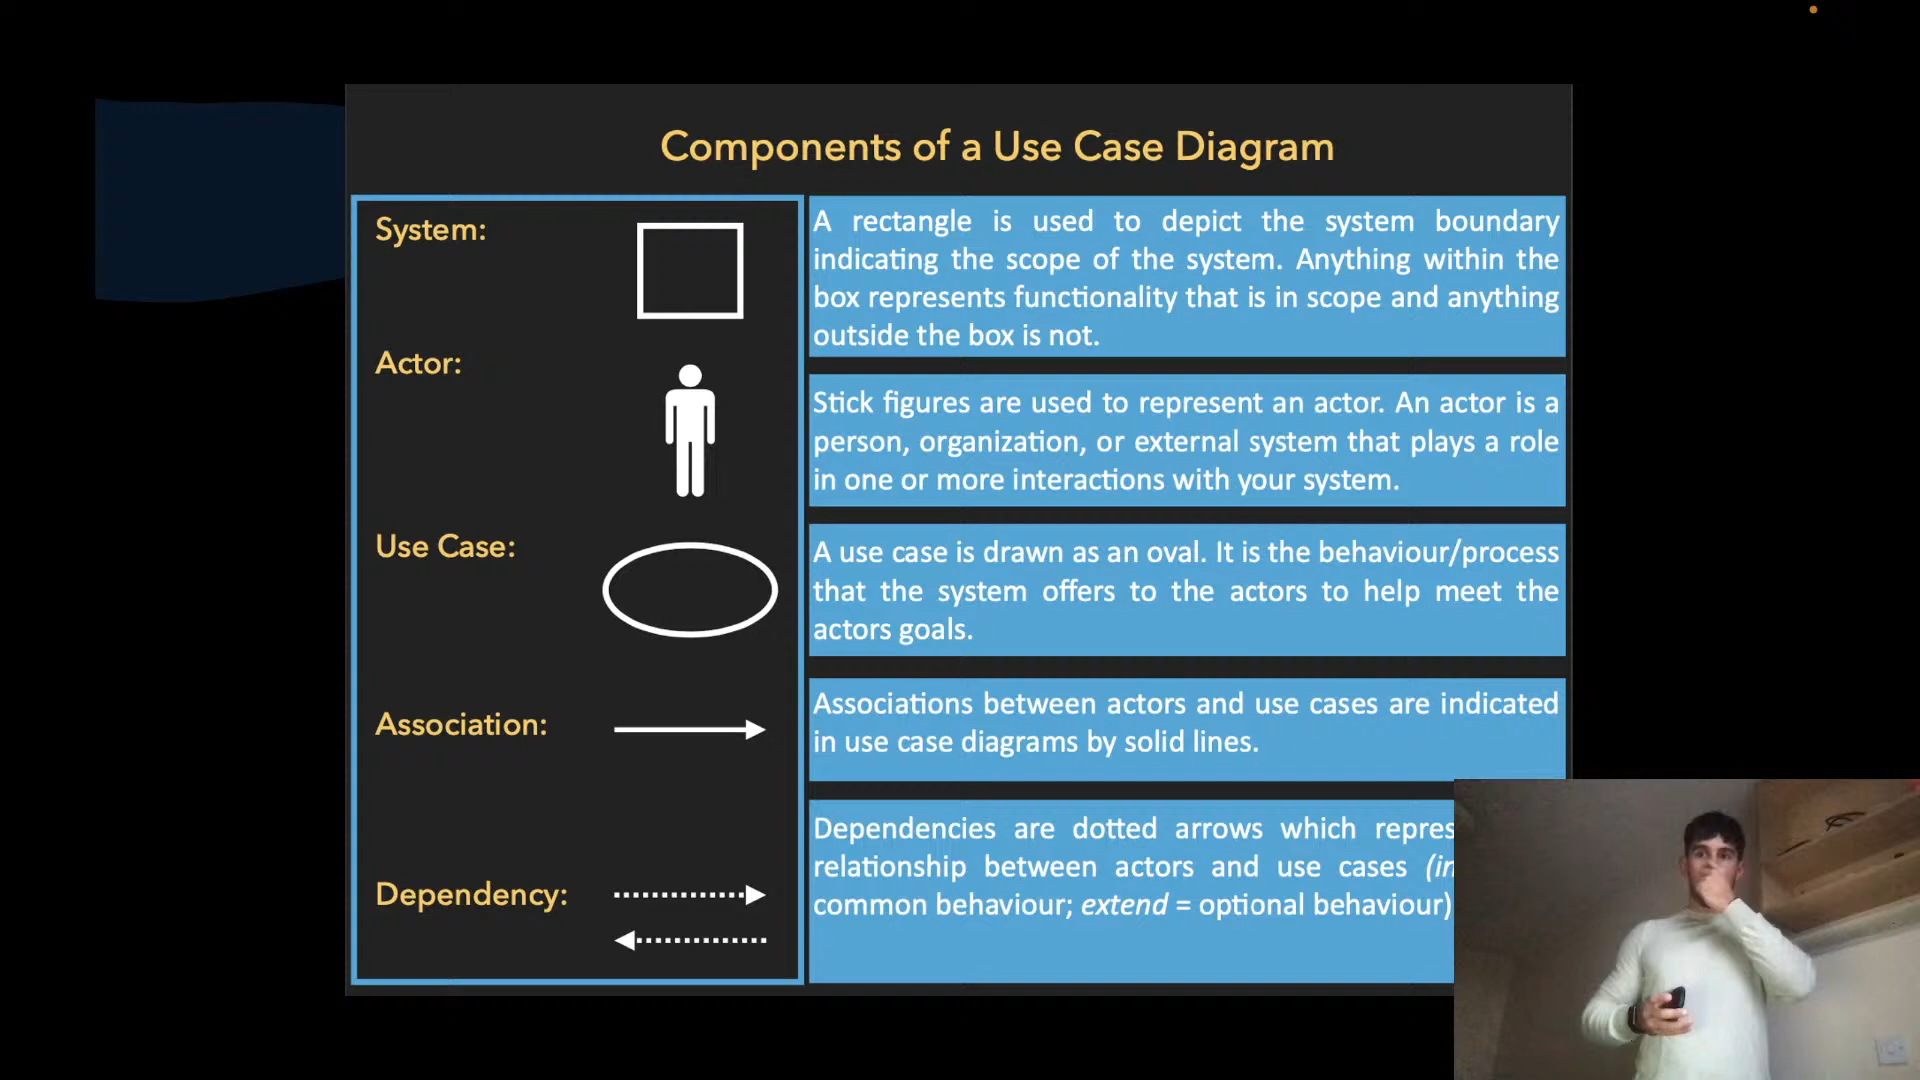 Components of a Use Case Diagram
System:
A rectangle is used to depict the system boundary
indicating the scope of the system. Anything within the
box represents functionality that is in scope and anything
outside the box is not.
Actor:
Stick figures are used to represent an actor. An actor is a
person, organization, or external system that plays a role
in one or more interactions with your system.
Use Case:
A use case is drawn as an oval. It is the behaviour/process
that the system offers to the actors to help meet the
actors goals.
Association:
Associations between actors and use cases are indicated
in use case diagrams by solid lines.
Dependency:
Dependencies are dotted arrows which
relationship between actors and use cases
common behaviour; extend = optional behaviour)